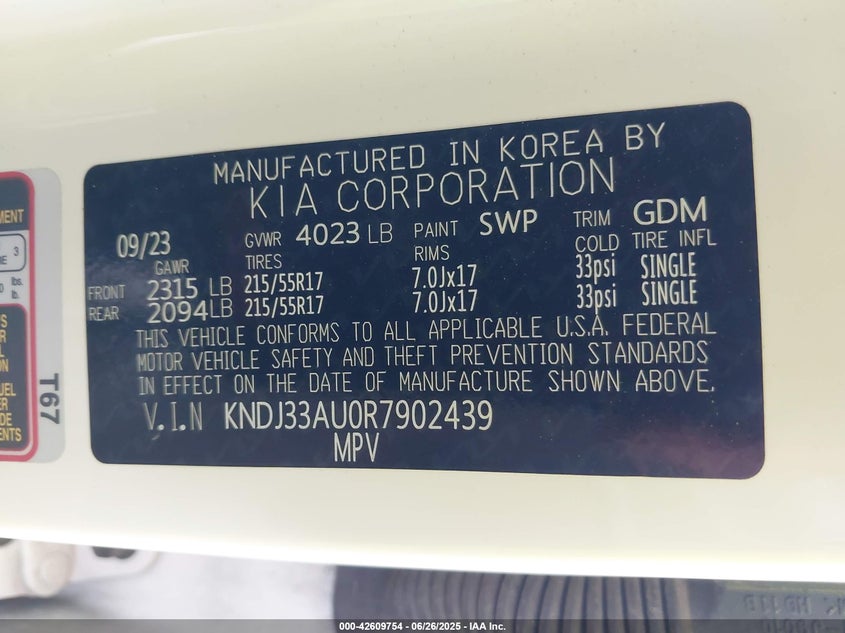 MANUFACTURED IN KOREA BY
KIA CORPORATION
09/23 GVWR 4023 LB PAINT SWP TRIM GDM
GAWR TIRES RIMS COLD TIRE INFL
FRONT 2315 LB 215/55R17 7.0Jx17 33psi SINGLE
REAR 2094 LB 215/55R17 7.0Jx17 33psi SINGLE
THIS VEHICLE CONFORMS TO ALL APPLICABLE U.S.A. FEDERAL
MOTOR VEHICLE SAFETY AND THEFT PREVENTION STANDARDS
IN EFFECT ON THE DATE OF MANUFACTURE SHOWN ABOVE.
V.I.N KNDJ33AU0R7902439
MPV
3
lbs.
lb.
T67
000-42609754 - 06/26/2025 - IAA Inc.